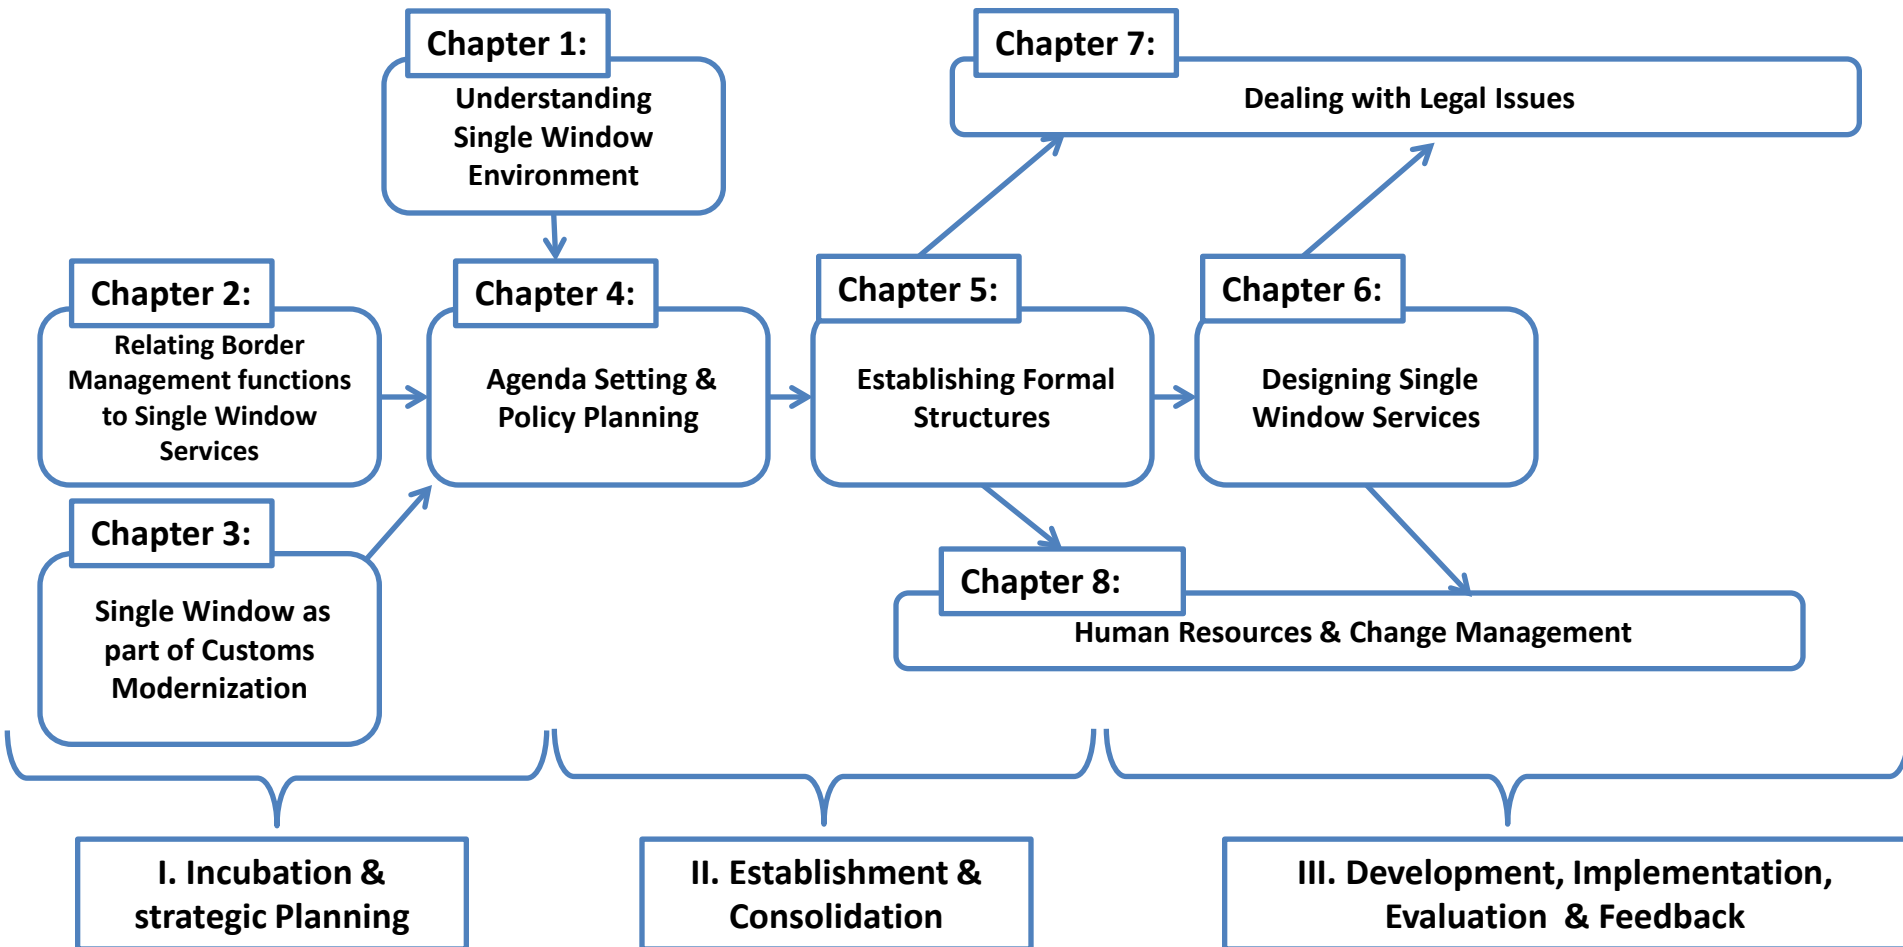 Chapter 1:
Understanding
Single Window
Environment
Chapter 7:
Dealing with Legal Issues
Chapter 2:
Relating Border
Management functions
to Single Window
Services
Chapter 4:
Agenda Setting &
Policy Planning
Chapter 5:
Establishing Formal
Structures
Chapter 6:
Designing Single
Window Services
Chapter 3:
Single Window as
part of Customs
Modernization
Chapter 8:
Human Resources & Change Management
I. Incubation &
strategic Planning
II. Establishment &
Consolidation
III. Development, Implementation,
Evaluation & Feedback